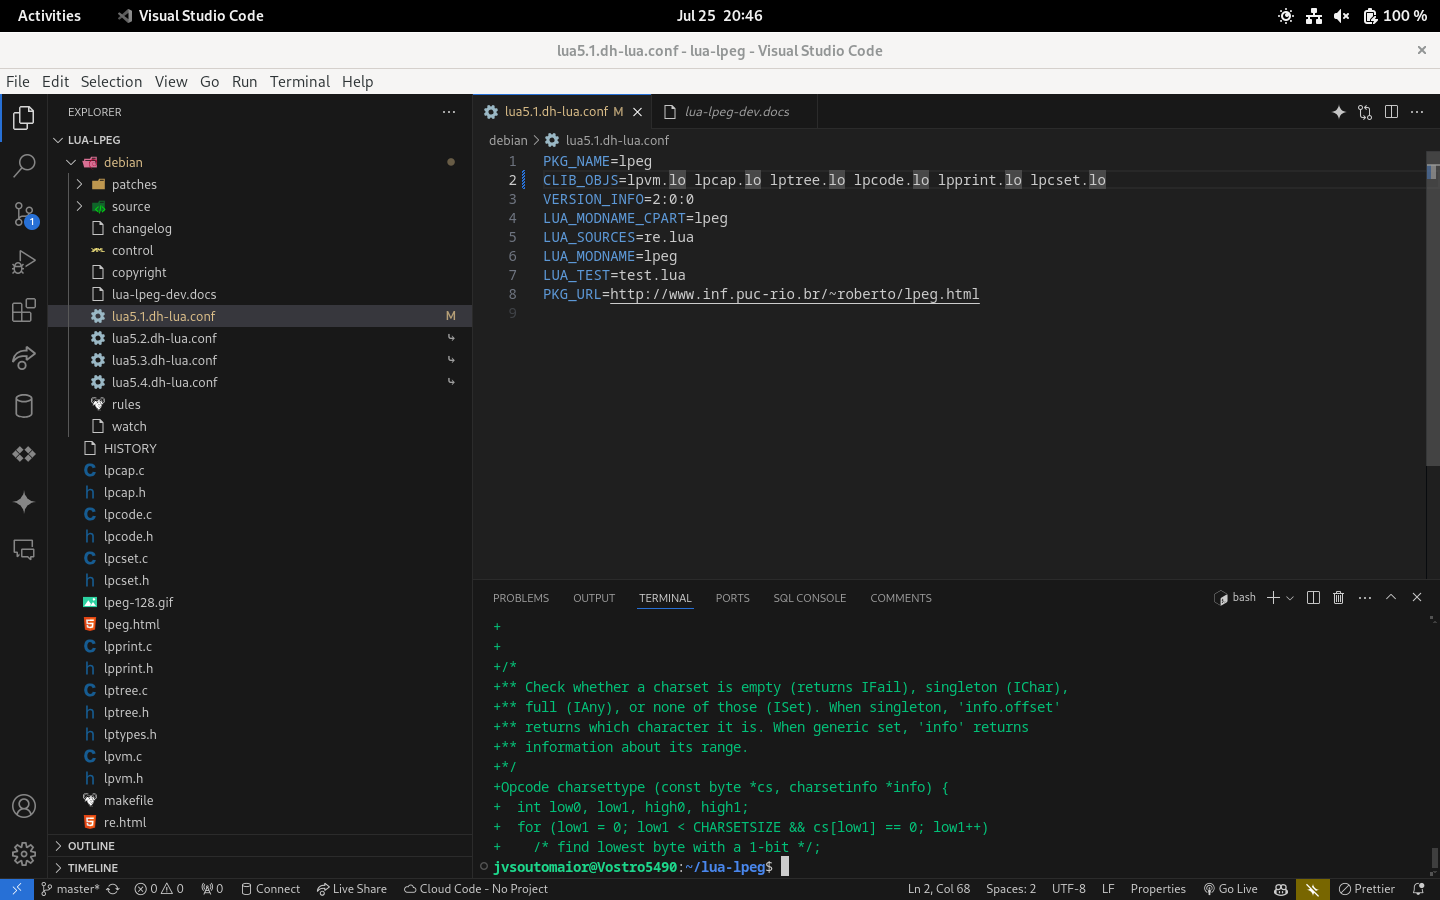 Activities Visual Studio Code Jul 25 20:46 100 %
lua5.1.dh-lua.conf - lua-lpeg - Visual Studio Code
File Edit Selection View Go Run Terminal Help
EXPLORER
LUA-LPEG
debian
patches
source
changelog
control
copyright
lua-lpeg-dev.docs
lua5.1.dh-lua.conf M
lua5.2.dh-lua.conf
lua5.3.dh-lua.conf
lua5.4.dh-lua.conf
rules
watch
HISTORY
lpcap.c
lpcap.h
lpcode.c
lpcode.h
lpcset.c
lpcset.h
lpeg-128.gif
lpeg.html
lpprint.c
lpprint.h
lptree.c
lptree.h
lptypes.h
lpvm.c
lpvm.h
makefile
re.html
OUTLINE
TIMELINE
1
lua5.1.dh-lua.conf M lua-lpeg-dev.docs
debian lua5.1.dh-lua.conf
1 PKG_NAME=lpeg
2 CLIB_OBJS=lpvm.lo lpcap.lo lptree.lo lpcode.lo lpprint.lo lpcset.lo
3 VERSION_INFO=2:0:0
4 LUA_MODNAME_CPART=lpeg
5 LUA_SOURCES=re.lua
6 LUA_MODNAME=lpeg
7 LUA_TEST=test.lua
8 PKG_URL=http://www.inf.puc-rio.br/~roberto/lpeg.html
9
PROBLEMS OUTPUT TERMINAL PORTS SQL CONSOLE COMMENTS bash
+
+
+/*
+** Check whether a charset is empty (returns IFail), singleton (IChar),
+** full (IAny), or none of those (ISet). When singleton, 'info.offset'
+** returns which character it is. When generic set, 'info' returns
+** information about its range.
+*/
+Opcode charsettype (const byte *cs, charsetinfo *info) {
+  int low0, low1, high0, high1;
+  for (low1 = 0; low1 < CHARSETSIZE && cs[low1] == 0; low1++)
+    /* find lowest byte with a 1-bit */;
jvsoutomaior@Vostro5490:~/lua-lpeg$
master* 0 0 0 Connect Live Share Cloud Code - No Project Ln 2, Col 68 Spaces: 2 UTF-8 LF Properties Go Live Prettier